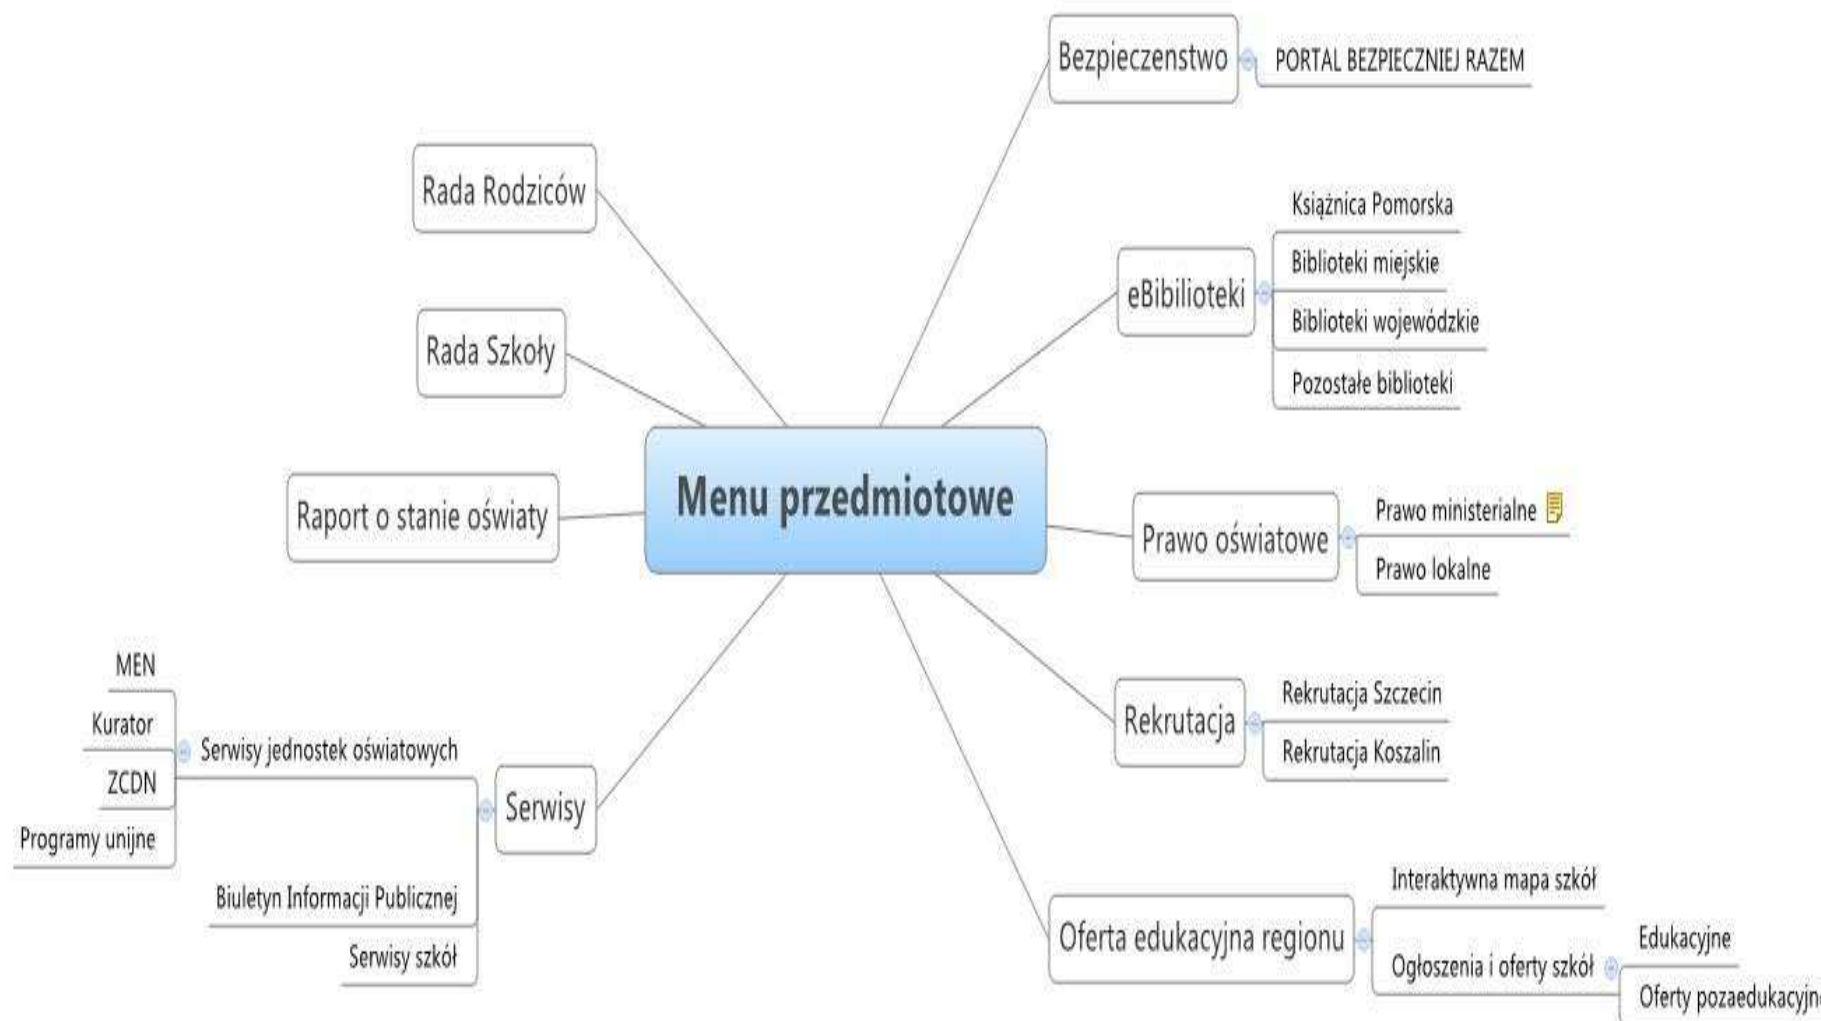 Bezpieczenstwo
PORTAL BEZPIECZNIEJ RAZEM
Rada Rodziców
Książnica Pomorska
Biblioteki miejskie
eBibilioteki
Biblioteki wojewódzkie
Pozostałe biblioteki
Rada Szkoły
Menu przedmiotowe
Raport o stanie oświaty
Prawo oświatowe
Prawo ministerialne
Prawo lokalne
MEN
Kurator
Serwisy jednostek oświatowych
ZCDN
Programy unijne
Serwisy
Biuletyn Informacji Publicznej
Serwisy szkół
Rekrutacja
Rekrutacja Szczecin
Rekrutacja Koszalin
Oferta edukacyjna regionu
Interaktywna mapa szkół
Ogłoszenia i oferty szkół
Edukacyjne
Oferty pozaedukacyjn